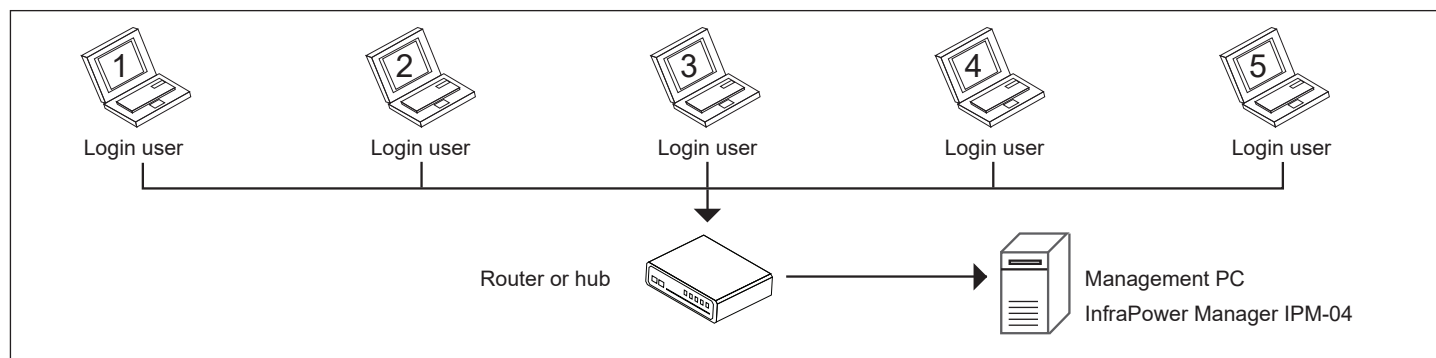 1
2
3
4
5
Login user
Login user
Login user
Login user
Login user
Router or hub
Management PC
InfraPower Manager IPM-04